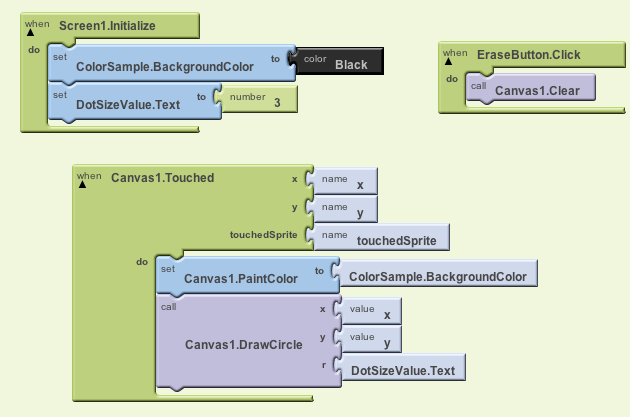 when Screen1.Initialize
do set ColorSample.BackgroundColor to color Black
set DotSizeValue.Text to number 3
when EraseButton.Click
do call Canvas1.Clear
when Canvas1.Touched x name x
y name y
touchedSprite name touchedSprite
do set Canvas1.PaintColor to ColorSample.BackgroundColor
call Canvas1.DrawCircle x value x
y value y
r DotSizeValue.Text